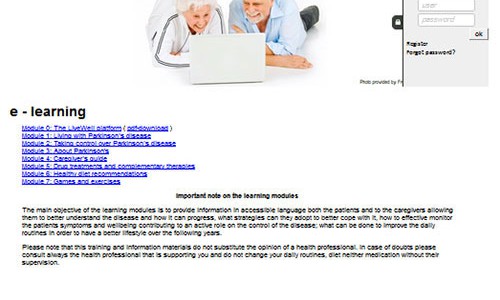 user
password
ok
Register
Forgot password?
Photo provided by
e - learning
Module 0: The LiveWell platform ( pdf-download )
Module 1: Living with Parkinson's disease
Module 2: Taking control over Parkinson's disease
Module 3: About Parkinson's
Module 4: Caregiver's guide
Module 5: Drug treatments and complementary therapies
Module 6: Healthy diet recommendations
Module 7: Games and exercises
Important note on the learning modules
The main objective of the learning modules is to provide information in accessible language both the patients and to the caregivers allowing
them to better understand the disease and how it can progress, what strategies can they adopt to better cope with it, how to effective monitor
the patients symptoms and wellbeing contributing to an active role on the control of the disease; what can be done to improve the daily
routines in order to have a better lifestyle over the following years.
Please note that this training and information materials do not substitute the opinion of a health professional. In case of doubts please
consult always the health professional that is supporting you and do not change your daily routines, diet neither medication without their
supervision.